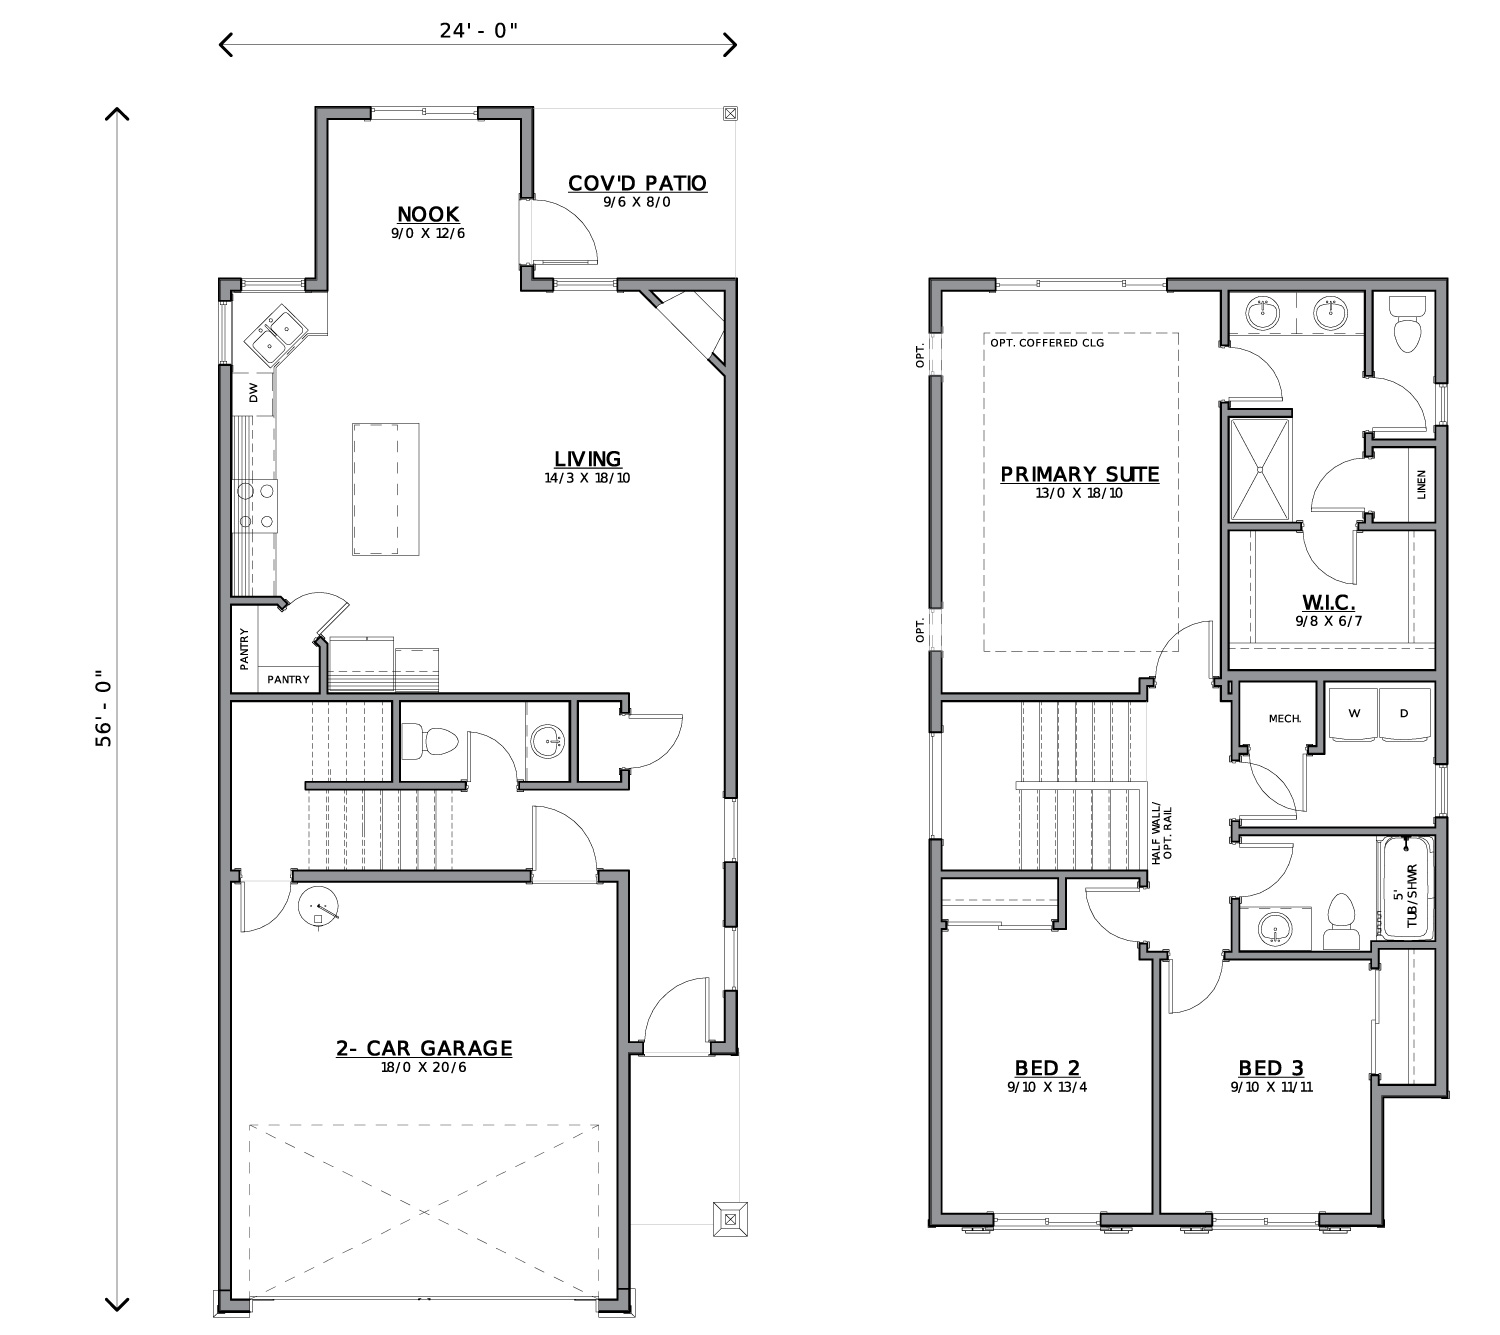 24' - 0"
56' - 0"
COV'D PATIO
9/6 X 8/0
NOOK
9/0 X 12/6
DW
LIVING
14/3 X 18/10
PANTRY
PANTRY
2- CAR GARAGE
18/0 X 20/6
OPT.
OPT. COFFERED CLG
PRIMARY SUITE
13/0 X 18/10
LINEN
OPT.
W.I.C.
9/8 X 6/7
MECH.
W
D
HALF WALL/
OPT. RAIL
5'
TUB/SHWR
BED 2
9/10 X 13/4
BED 3
9/10 X 11/11